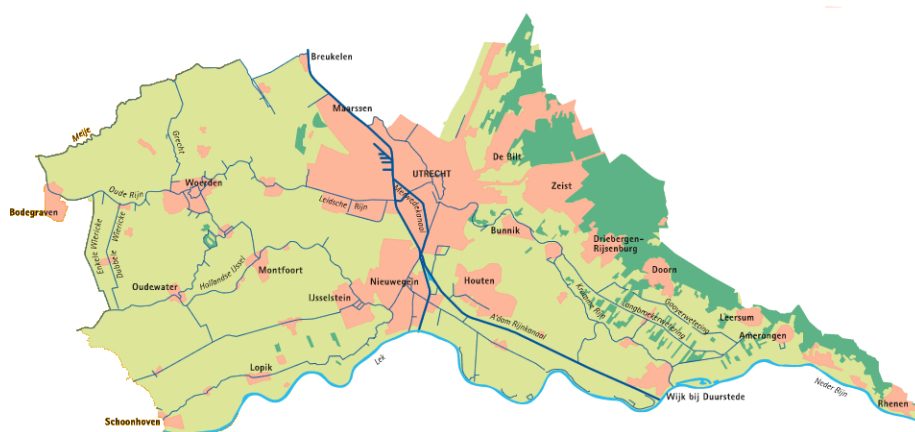 Breukelen
Maarssen
Meije
Grecht
UTRECHT
De Bilt
Zeist
Oude Rijn
Woerden
Leidsche Rijn
Merwedekanaal
Bodegraven
Enkele Wiericke
Dubbele Wiericke
Bunnik
Driebergen-
Rijsenburg
Doorn
Hollandse IJssel
Montfoort
Oudewater
Nieuwegein
Houten
IJsselstein
Kromme Rijn
Gooyerwetering
Langbroekerwetering
Leersum
Amerongen
A'dam Rijnkanaal
Lek
Lopik
Schoonhoven
Wijk bij Duurstede
Neder Rijn
Rhenen